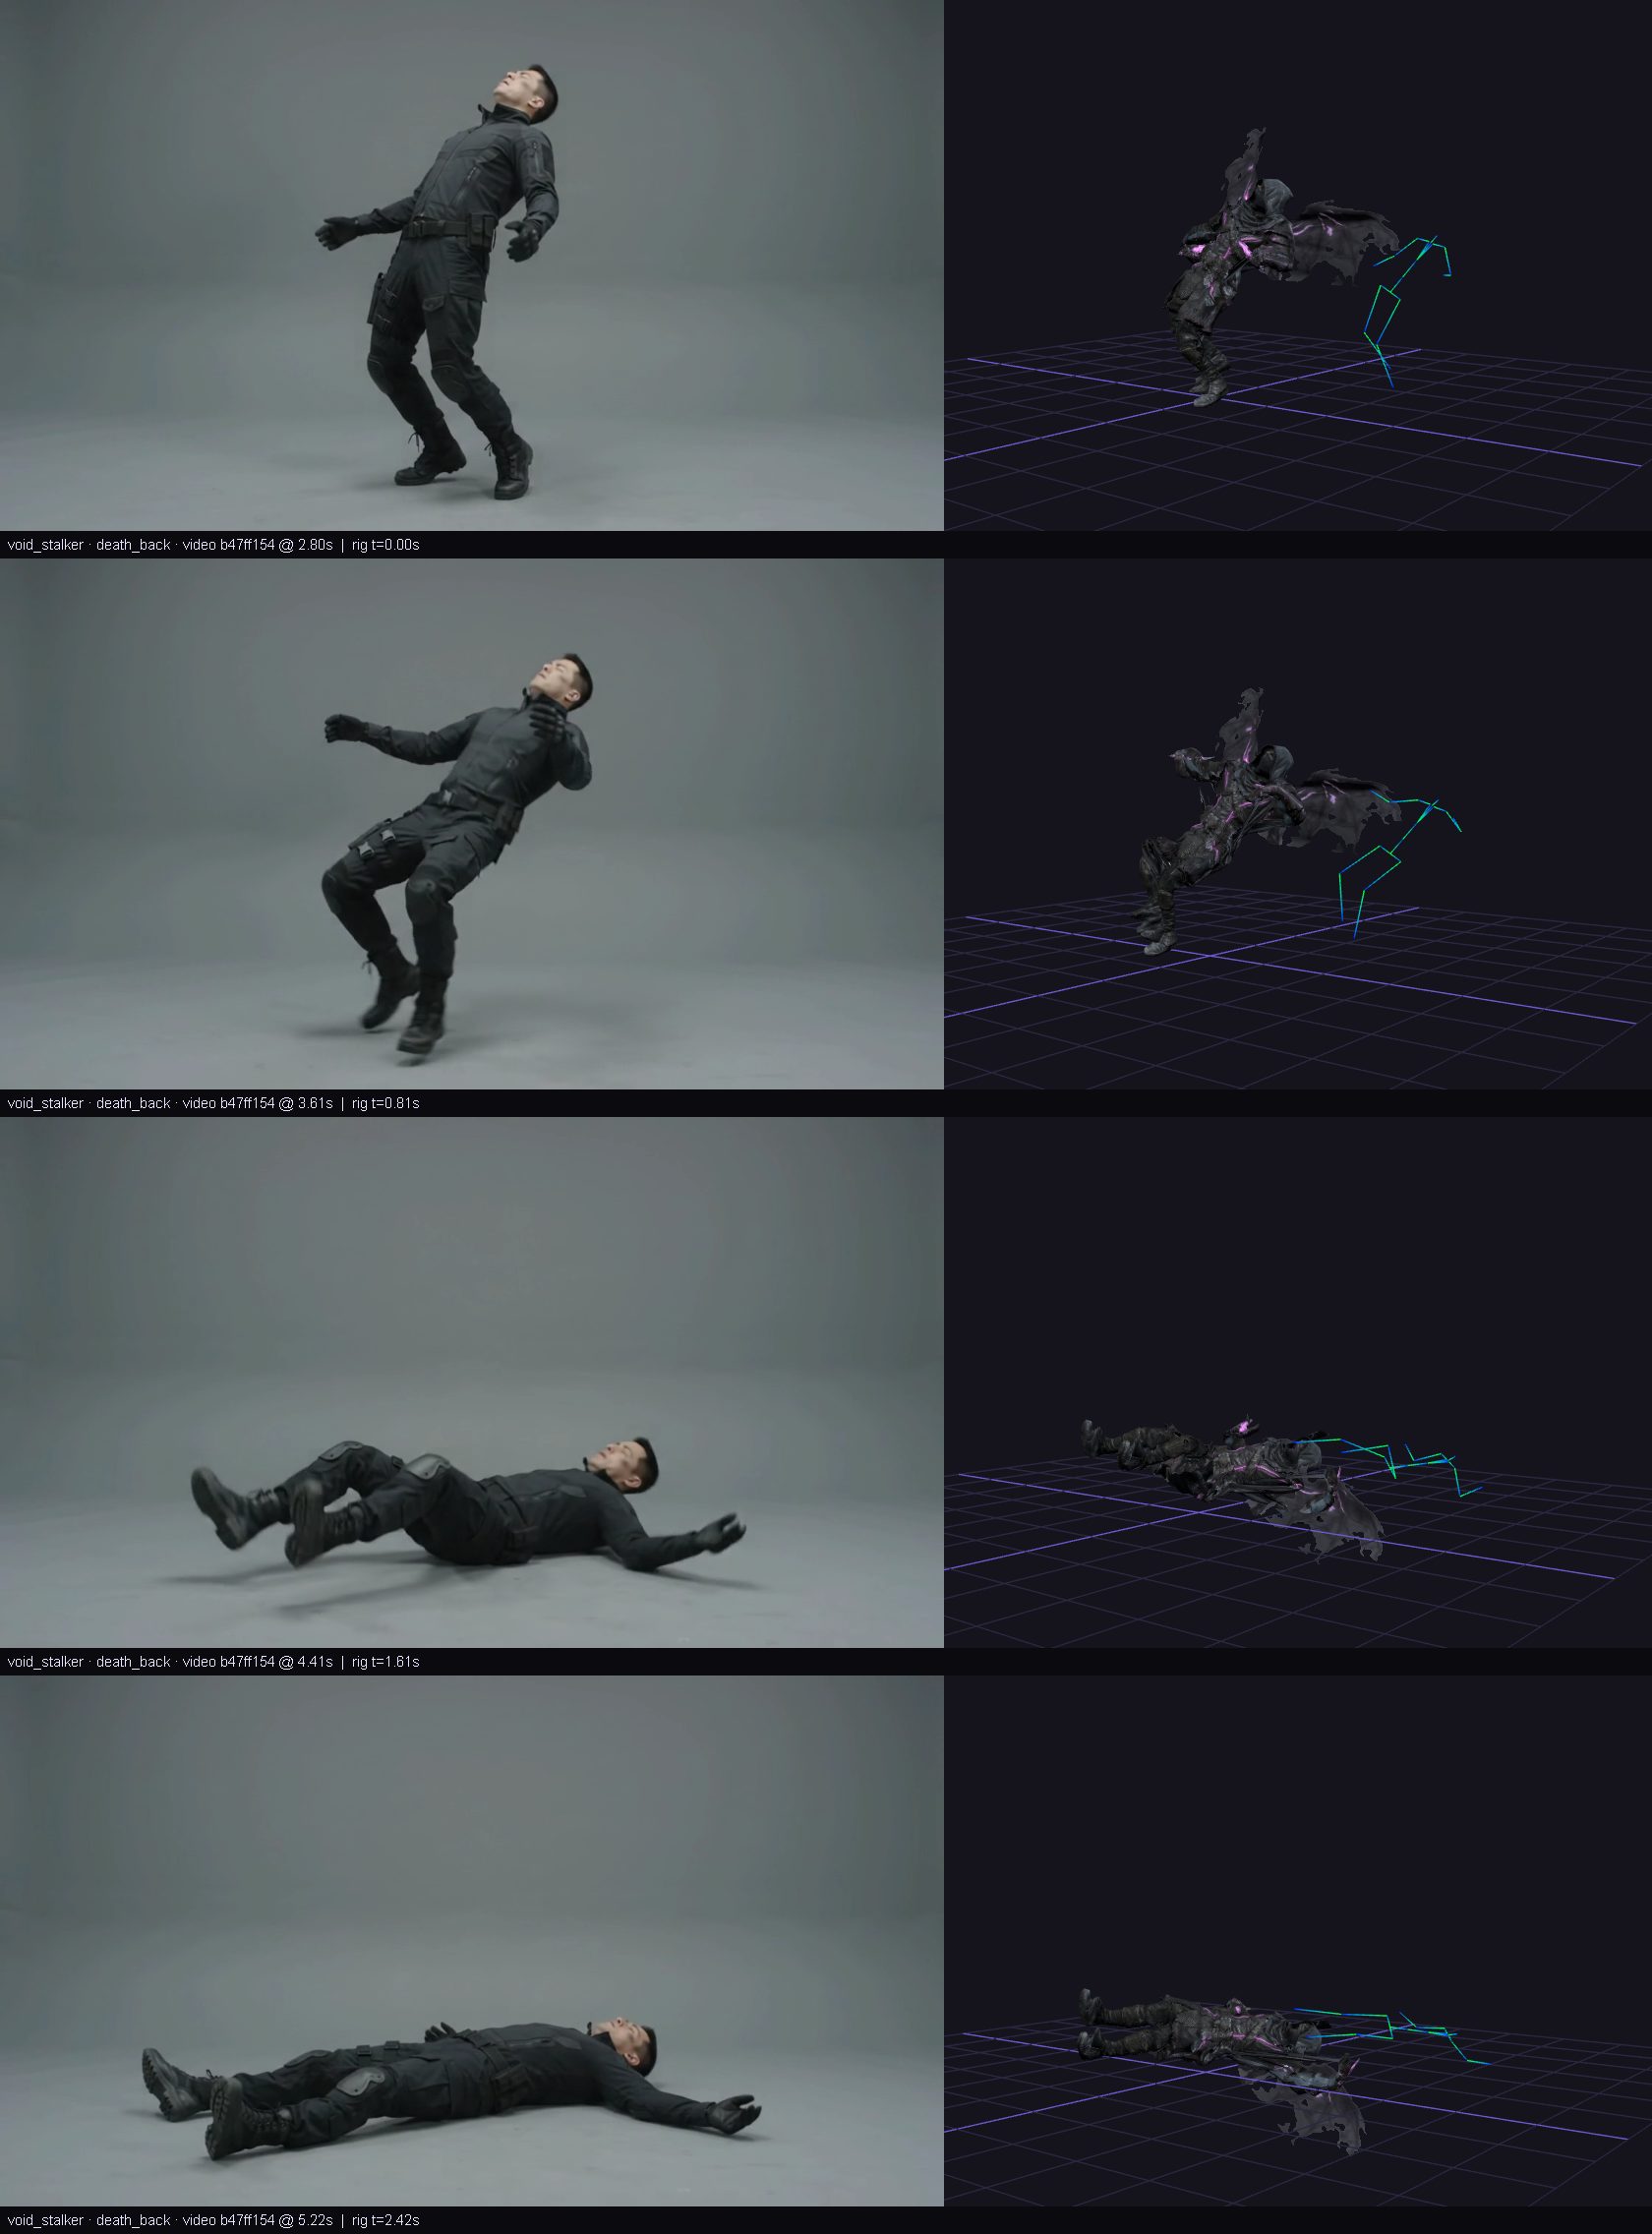 void_stalker · death_back · video b47ff154 @ 2.80s | rig t=0.00s
void_stalker · death_back · video b47ff154 @ 3.61s | rig t=0.81s
void_stalker · death_back · video b47ff154 @ 4.41s | rig t=1.61s
void_stalker · death_back · video b47ff154 @ 5.22s | rig t=2.42s